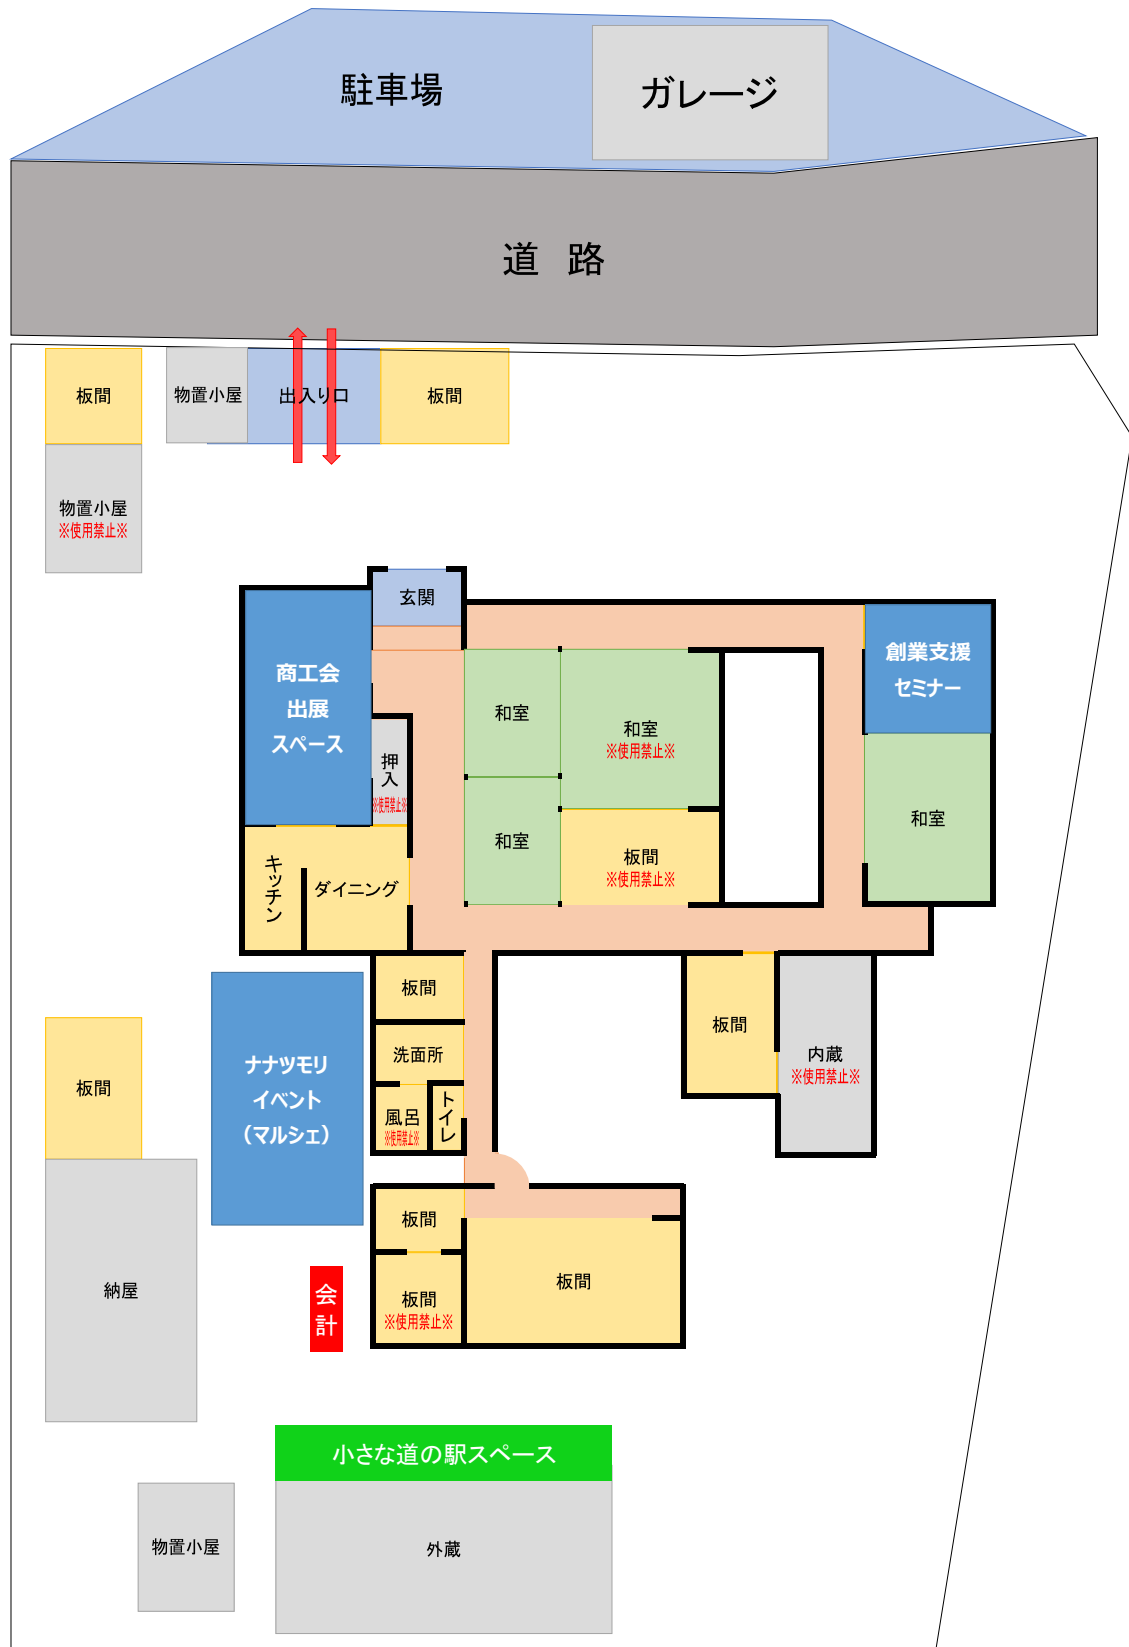 駐車場
ガレージ
道　路
板間
物置小屋
出入り口
板間
物置小屋
※使用禁止※
玄関
商工会
出展
スペース
押入
※使用禁止※
和室
和室
※使用禁止※
創業支援
セミナー
和室
和室
板間
※使用禁止※
キッチン
ダイニング
板間
洗面所
風呂
※使用禁止※
トイレ
板間
内蔵
※使用禁止※
ナナツモリ
イベント
（マルシェ）
板間
納屋
板間
板間
※使用禁止※
板間
会計
小さな道の駅スペース
物置小屋
外蔵